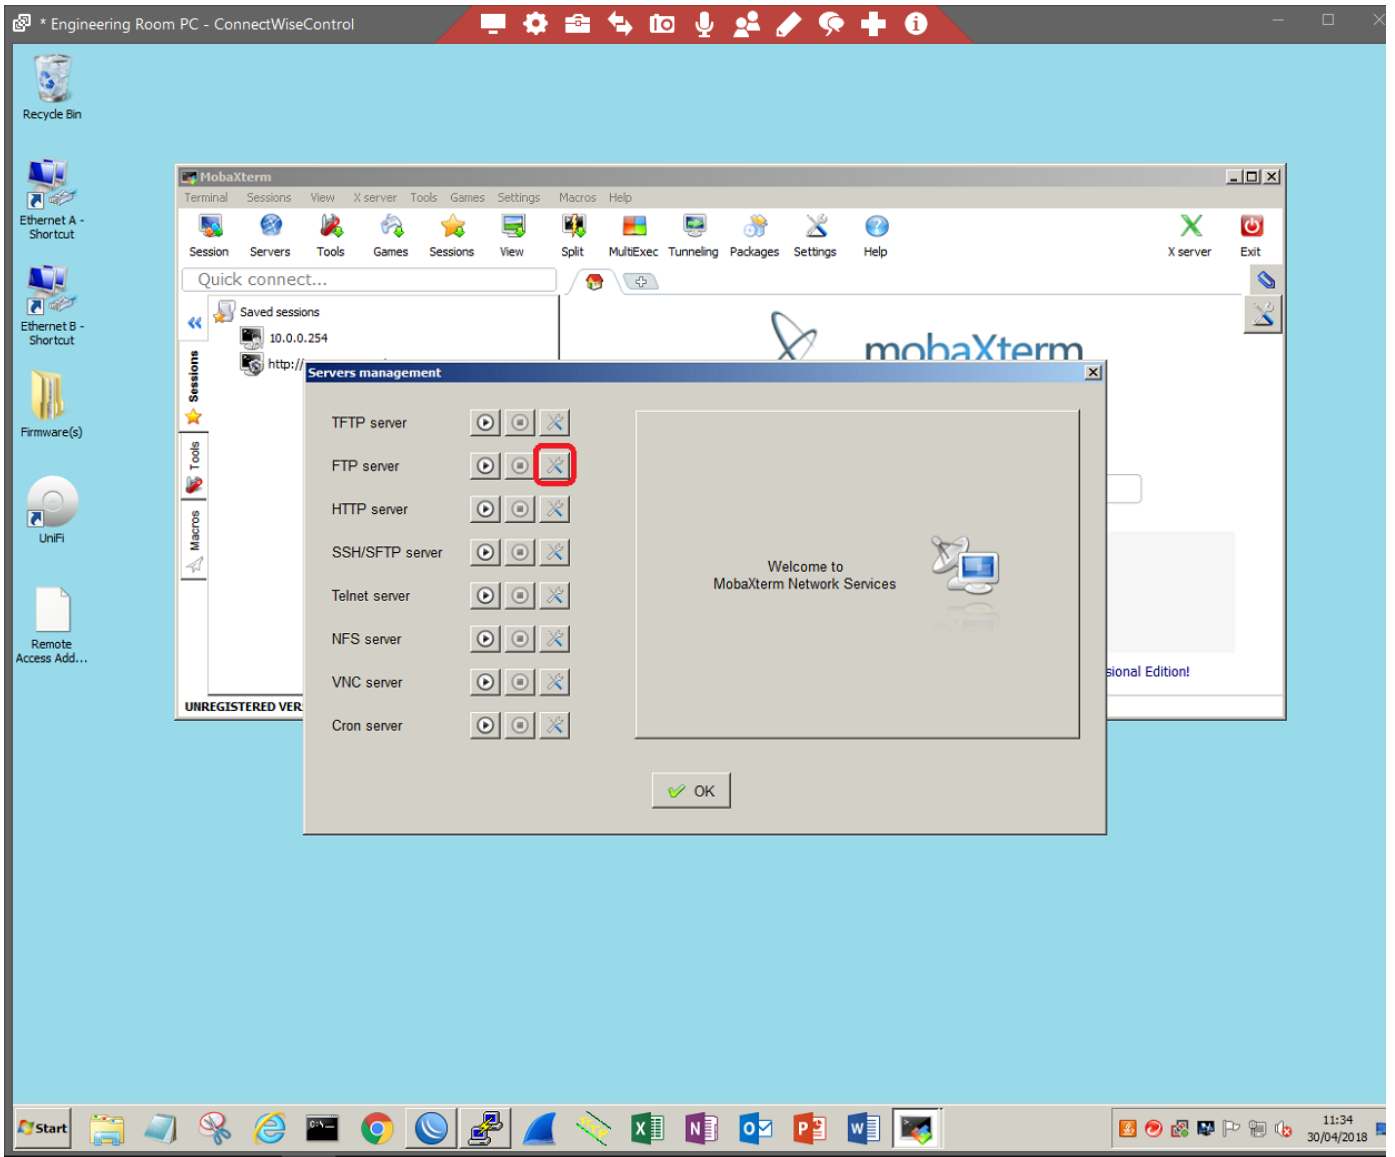 * Engineering Room PC - ConnectWiseControl
Recycle Bin
Ethernet A -
Shortcut
Ethernet B -
Shortcut
Firmware(s)
UniFi
Remote
Access Add...
MobaXterm
Terminal Sessions View X server Tools Games Settings Macros Help
Session Servers Tools Games Sessions View Split MultiExec Tunneling Packages Settings Help X server Exit
Quick connect...
Saved sessions
10.0.0.254
http://
Sessions
Tools
Macros
mobaXterm
Servers management
TFTP server
FTP server
HTTP server
SSH/SFTP server
Telnet server
NFS server
VNC server
Cron server
Welcome to
MobaXterm Network Services
OK
sional Edition!
UNREGISTERED VER
Start
11:34
30/04/2018